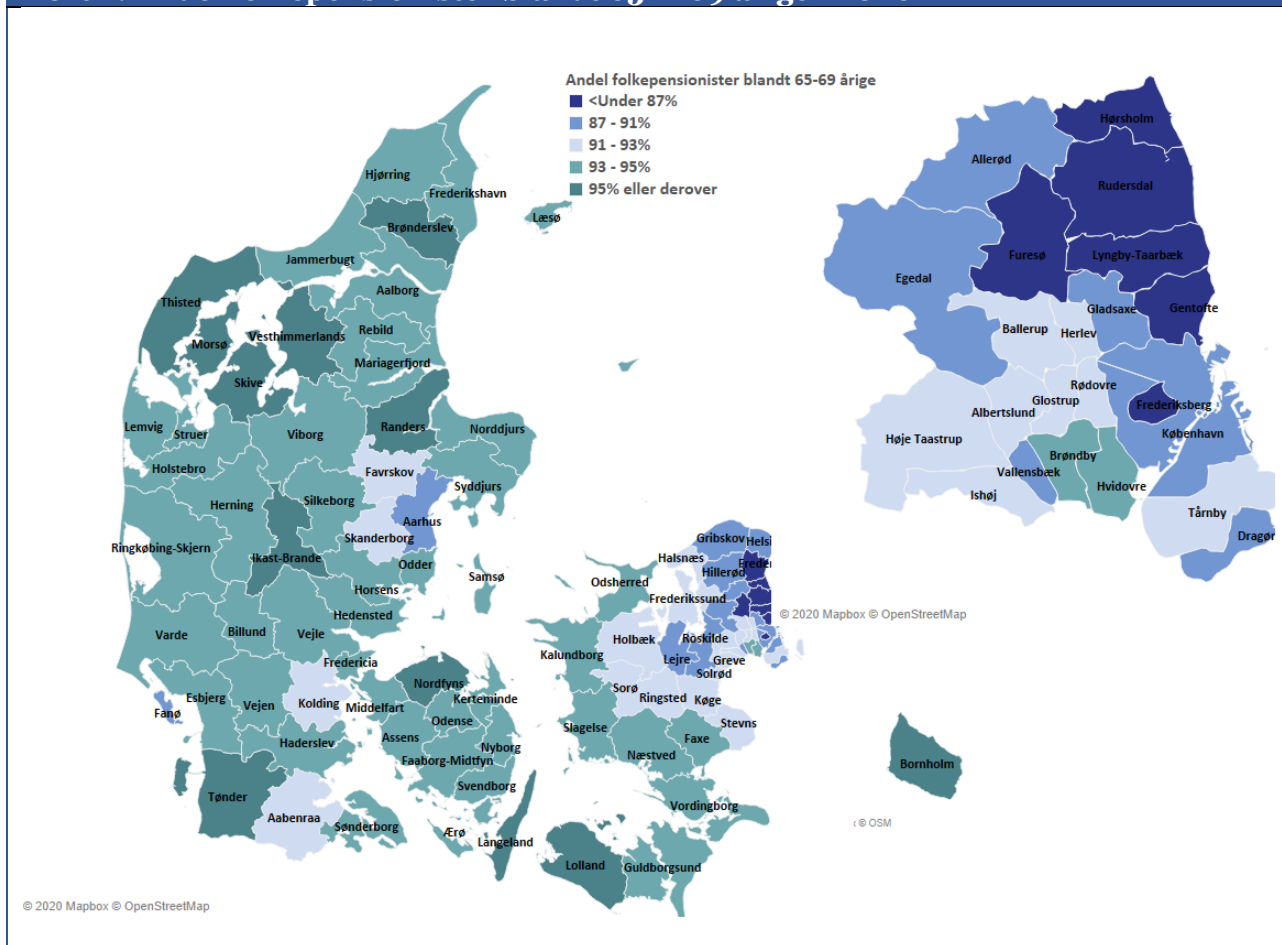 Andel folkepensionister blandt 65-69 årige
<Under 87%
87 - 91%
91 - 93%
93 - 95%
95% eller derover
Hjørring
Frederikshavn
Læsø
Brønderslev
Jammerbugt
Aalborg
Thisted
Vesthimmerlands
Rebild
Morsø
Mariagerfjord
Skive
Lemvig
Struer
Viborg
Randers
Norddjurs
Holstebro
Favrskov
Syddjurs
Herning
Silkeborg
Aarhus
Skanderborg
Ringkøbing-Skjern
Ikast-Brande
Odder
Samsø
Horsens
Hedensted
Varde
Billund
Vejle
Fredericia
Nordfyns
Kerteminde
Esbjerg
Fanø
Vejen
Kolding
Middelfart
Odense
Assens
Nyborg
Haderslev
Faaborg-Midtfyn
Svendborg
Tønder
Aabenraa
Sønderborg
Ærø
Langeland
Gribskov
Helsi
Halsnæs
Hillerød
Freder
Odsherred
Frederikssund
Holbæk
Roskilde
Kalundborg
Lejre
Greve
Solrød
Sorø
Ringsted
Køge
Stevns
Slagelse
Næstved
Faxe
Vordingborg
Lolland
Guldborgsund
Bornholm
Hørsholm
Allerød
Rudersdal
Furesø
Lyngby-Taarbæk
Egedal
Gladsaxe
Gentofte
Ballerup
Herlev
Rødovre
Glostrup
Albertslund
Frederiksberg
Høje Taastrup
København
Brøndby
Vallensbæk
Hvidovre
Ishøj
Tårnby
Dragør
© 2020 Mapbox © OpenStreetMap
© OSM
© 2020 Mapbox © OpenStreetMap